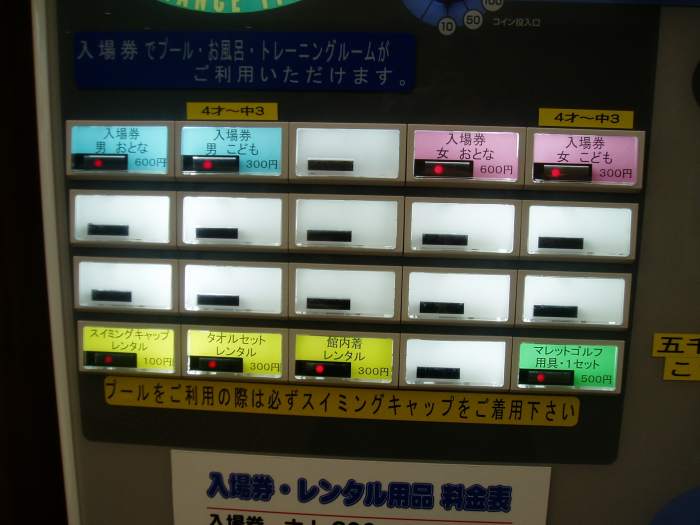 10
50
100
コイン投入口
入場券でプール・お風呂・トレーニングルームが
ご利用いただけます。
4才～中3
4才～中3
入場券
男 おとな
600円
入場券
男 こども
300円
入場券
女 おとな
600円
入場券
女 こども
300円
スイミングキャップ
レンタル
100円
タオルセット
レンタル
300円
館内着
レンタル
300円
マレットゴルフ
用具・1セット
500円
プールをご利用の際は必ずスイミングキャップをご着用下さい
五千
こ
入場券・レンタル用品 料金表